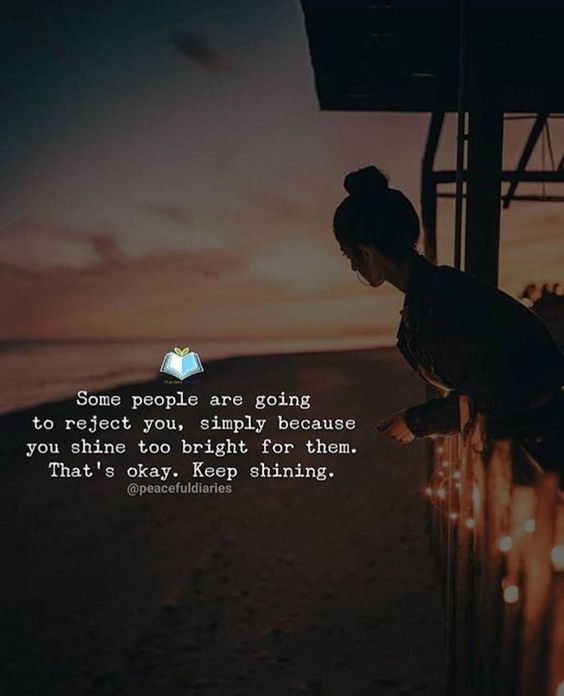 Some people are going
to reject you, simply because
you shine too bright for them.
That's okay. Keep shining.
@peacefuldiaries